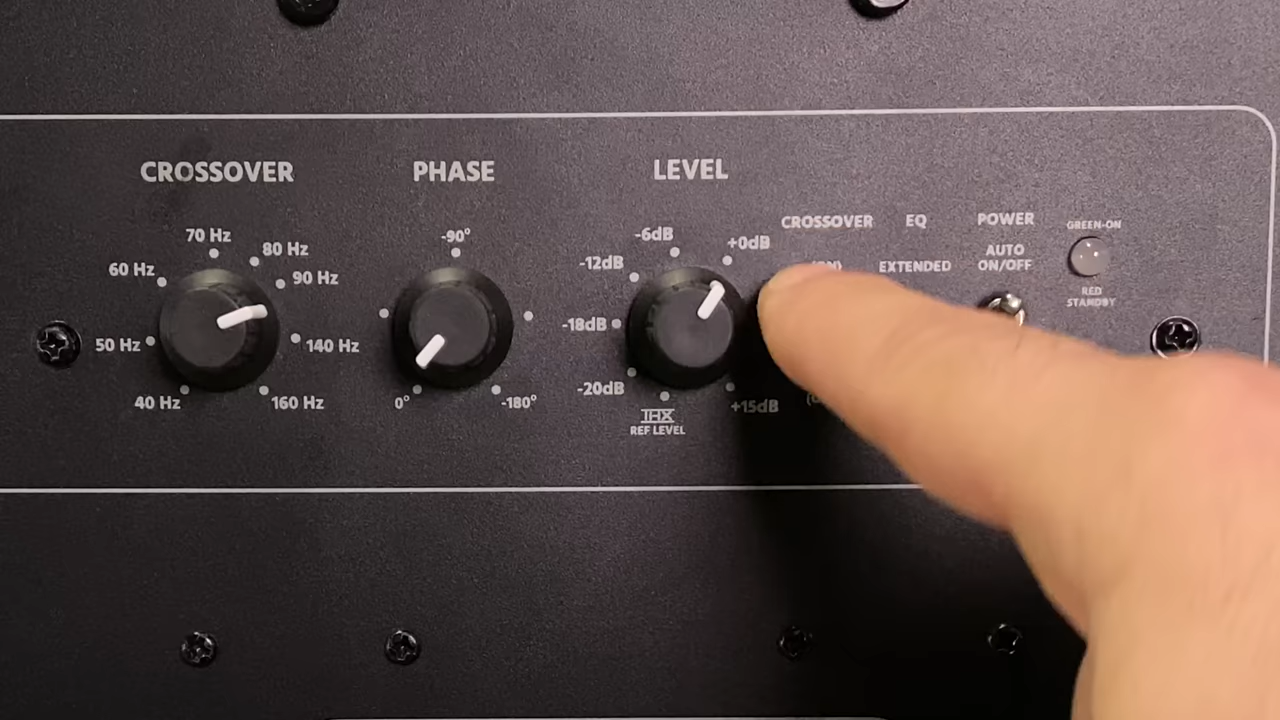 CROSSOVER
PHASE
LEVEL
40 Hz
50 Hz
60 Hz
70 Hz
80 Hz
90 Hz
140 Hz
160 Hz
0°
-90°
-180°
THX
REF LEVEL
-20dB
-18dB
-12dB
-6dB
+0dB
+15dB
CROSSOVER
EQ
EXTENDED
POWER
AUTO
ON/OFF
GREEN-ON
RED
STANDBY